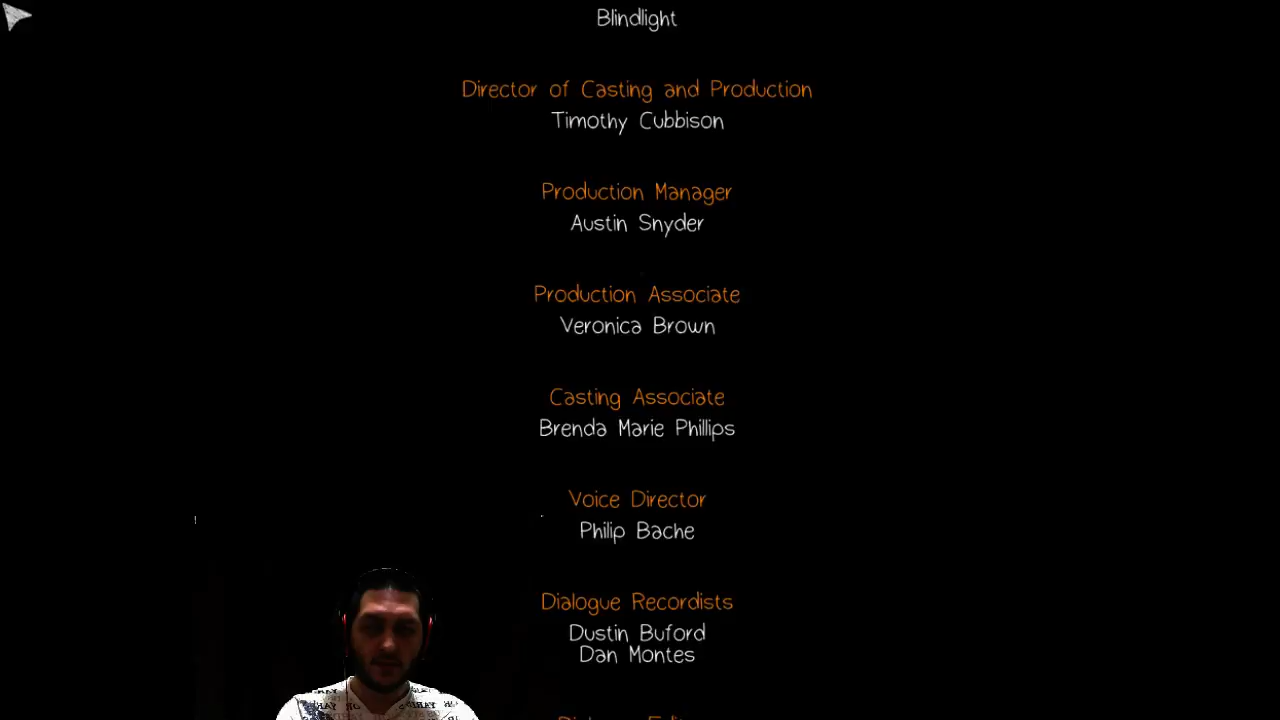 Blindlight
Director of Casting and Production
Timothy Cubbison
Production Manager
Austin Snyder
Production Associate
Veronica Brown
Casting Associate
Brenda Marie Phillips
Voice Director
Philip Bache
Dialogue Recordists
Dustin Buford
Dan Montes